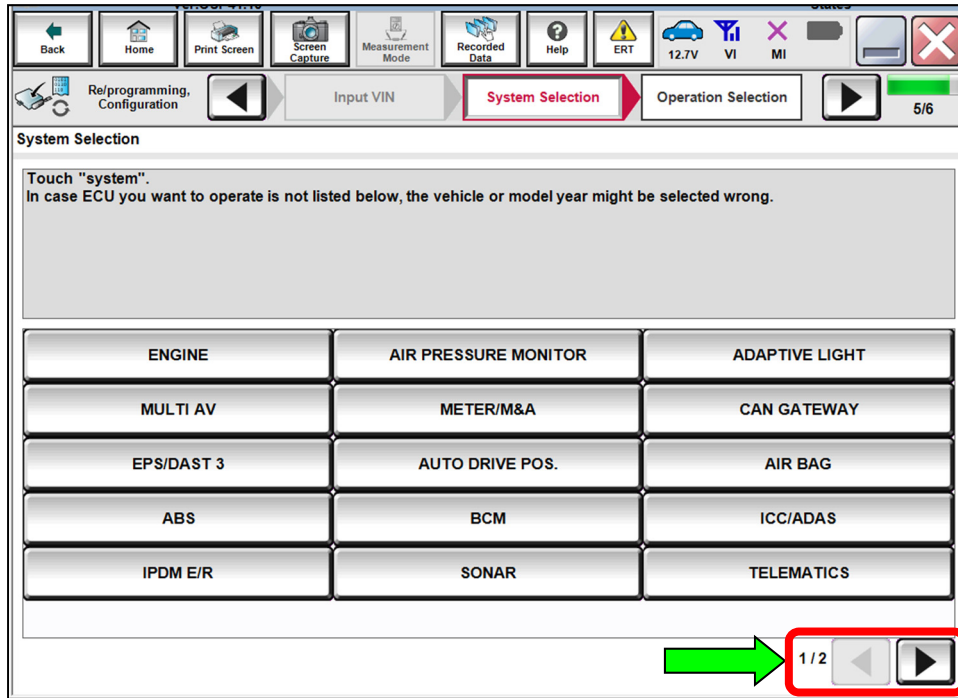 Back
Home
Print Screen
Screen
Capture
Measurement
Mode
Recorded
Data
Help
ERT
12.7V
VI
MI
Re/programming,
Configuration
Input VIN
System Selection
Operation Selection
5/6
System Selection
Touch "system".
In case ECU you want to operate is not listed below, the vehicle or model year might be selected wrong.
ENGINE
AIR PRESSURE MONITOR
ADAPTIVE LIGHT
MULTI AV
METER/M&A
CAN GATEWAY
EPS/DAST 3
AUTO DRIVE POS.
AIR BAG
ABS
BCM
ICC/ADAS
IPDM E/R
SONAR
TELEMATICS
1 / 2